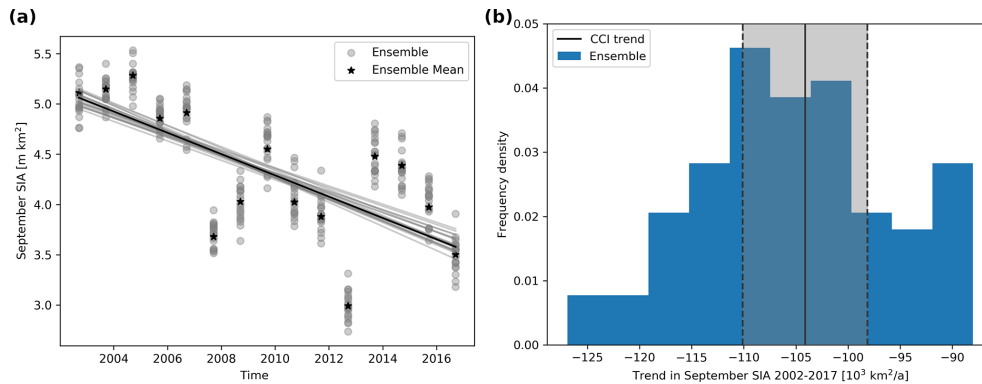 (a)
5.5
5.0
4.5
4.0
3.5
3.0
September SIA [m km²]
Ensemble
Ensemble Mean
2004 2006 2008 2010 2012 2014 2016
Time
(b)
0.05
0.04
0.03
0.02
0.01
0.00
Frequency density
CCI trend
Ensemble
−125 −120 −115 −110 −105 −100 −95 −90
Trend in September SIA 2002-2017 [10³ km²/a]